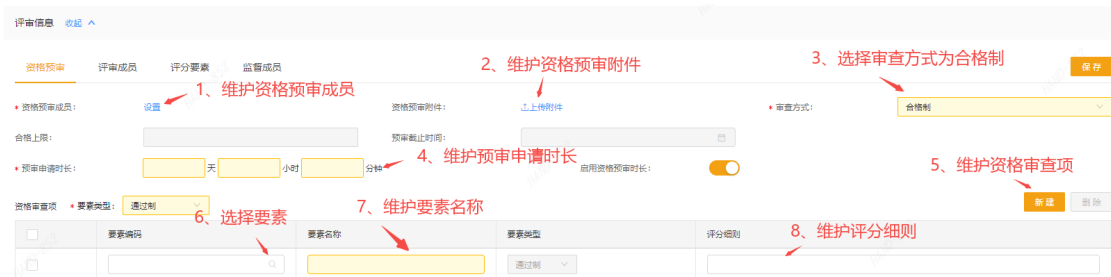 评审信息 收起
资格预审 评审成员 评分要素 监督成员
2、维护资格预审附件
3、选择审查方式为合格制
保存
1、维护资格预审成员
* 资格预审成员： 设置 资格预审附件： 上传附件 * 审查方式： 合格制
合格上限： 预审截止时间：
4、维护预审申请时长
* 预审申请时长： 天 小时 分钟 启用资格预审时长：
5、维护资格审查项
资格审查项 * 要素类型： 通过制 新建 删除
6、选择要素
7、维护要素名称
要素编码 要素名称 要素类型 评分细则
8、维护评分细则
通过制